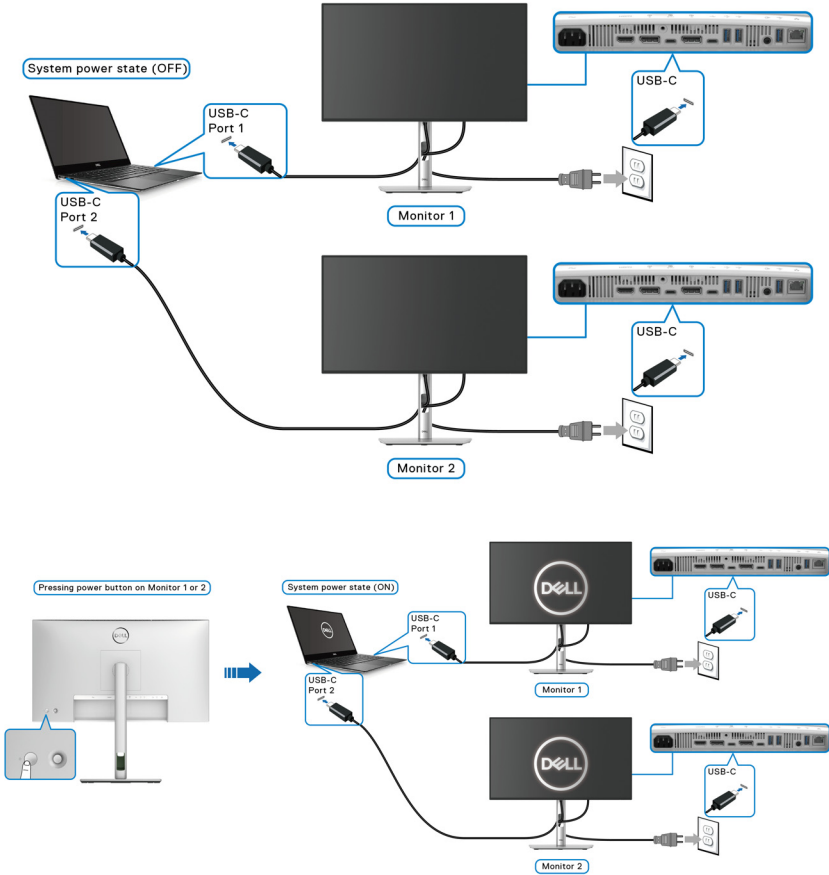 System power state (OFF)
USB-C
Port 1
USB-C
USB-C
Port 2
Monitor 1
USB-C
Monitor 2
Pressing power button on Monitor 1 or 2
DELL
System power state (ON)
DELL
USB-C
Port 1
DELL
USB-C
Monitor 1
USB-C
Port 2
DELL
USB-C
Monitor 2